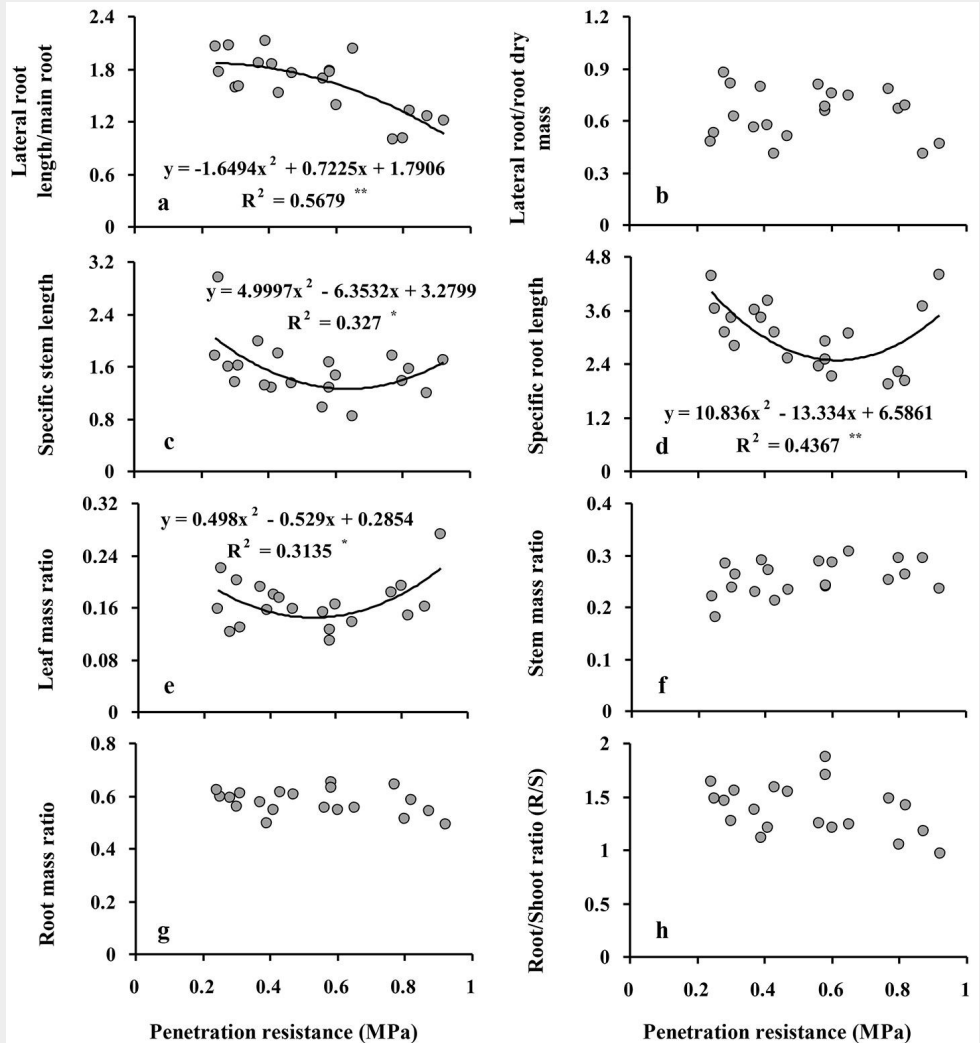 Lateral root
length/main root
2.4
1.8
1.2
0.6
0
y = -1.6494x² + 0.7225x + 1.7906
R² = 0.5679 **
a
Lateral root/root dry
mass
1.2
0.9
0.6
0.3
0
b
Specific stem length
3.2
2.4
1.6
0.8
0
y = 4.9997x² - 6.3532x + 3.2799
R² = 0.327 *
c
Specific root length
4.8
3.6
2.4
1.2
0
y = 10.836x² - 13.334x + 6.5861
R² = 0.4367 **
d
Leaf mass ratio
0.32
0.24
0.16
0.08
0
y = 0.498x² - 0.529x + 0.2854
R² = 0.3135 *
e
Stem mass ratio
0.4
0.3
0.2
0.1
0
f
Root mass ratio
0.8
0.6
0.4
0.2
0
g
0 0.2 0.4 0.6 0.8 1
Penetration resistance (MPa)
Root/Shoot ratio (R/S)
2
1.5
1
0.5
0
h
0 0.2 0.4 0.6 0.8 1
Penetration resistance (MPa)